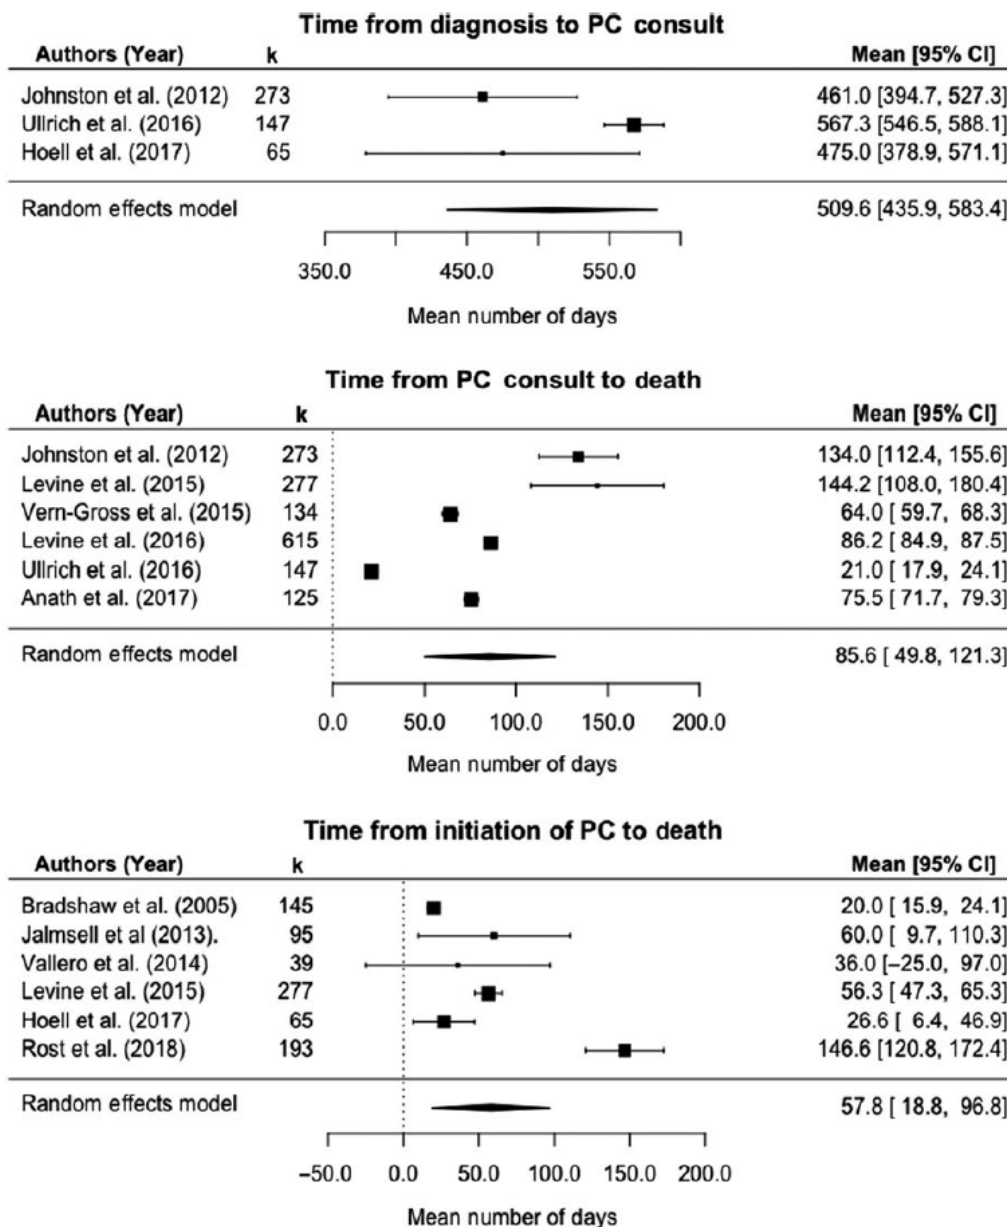 Time from diagnosis to PC consult
Authors (Year) k Mean [95% CI]
Johnston et al. (2012) 273 461.0 [394.7, 527.3]
Ullrich et al. (2016) 147 567.3 [546.5, 588.1]
Hoell et al. (2017) 65 475.0 [378.9, 571.1]
Random effects model 509.6 [435.9, 583.4]
350.0 450.0 550.0
Mean number of days
Time from PC consult to death
Authors (Year) k Mean [95% CI]
Johnston et al. (2012) 273 134.0 [112.4, 155.6]
Levine et al. (2015) 277 144.2 [108.0, 180.4]
Vern-Gross et al. (2015) 134 64.0 [ 59.7, 68.3]
Levine et al. (2016) 615 86.2 [ 84.9, 87.5]
Ullrich et al. (2016) 147 21.0 [ 17.9, 24.1]
Anath et al. (2017) 125 75.5 [ 71.7, 79.3]
Random effects model 85.6 [ 49.8, 121.3]
0.0 50.0 100.0 150.0 200.0
Mean number of days
Time from initiation of PC to death
Authors (Year) k Mean [95% CI]
Bradshaw et al. (2005) 145 20.0 [ 15.9, 24.1]
Jalmsell et al (2013). 95 60.0 [ 9.7, 110.3]
Vallero et al. (2014) 39 36.0 [−25.0, 97.0]
Levine et al. (2015) 277 56.3 [ 47.3, 65.3]
Hoell et al. (2017) 65 26.6 [ 6.4, 46.9]
Rost et al. (2018) 193 146.6 [120.8, 172.4]
Random effects model 57.8 [ 18.8, 96.8]
−50.0 0.0 50.0 100.0 150.0 200.0
Mean number of days